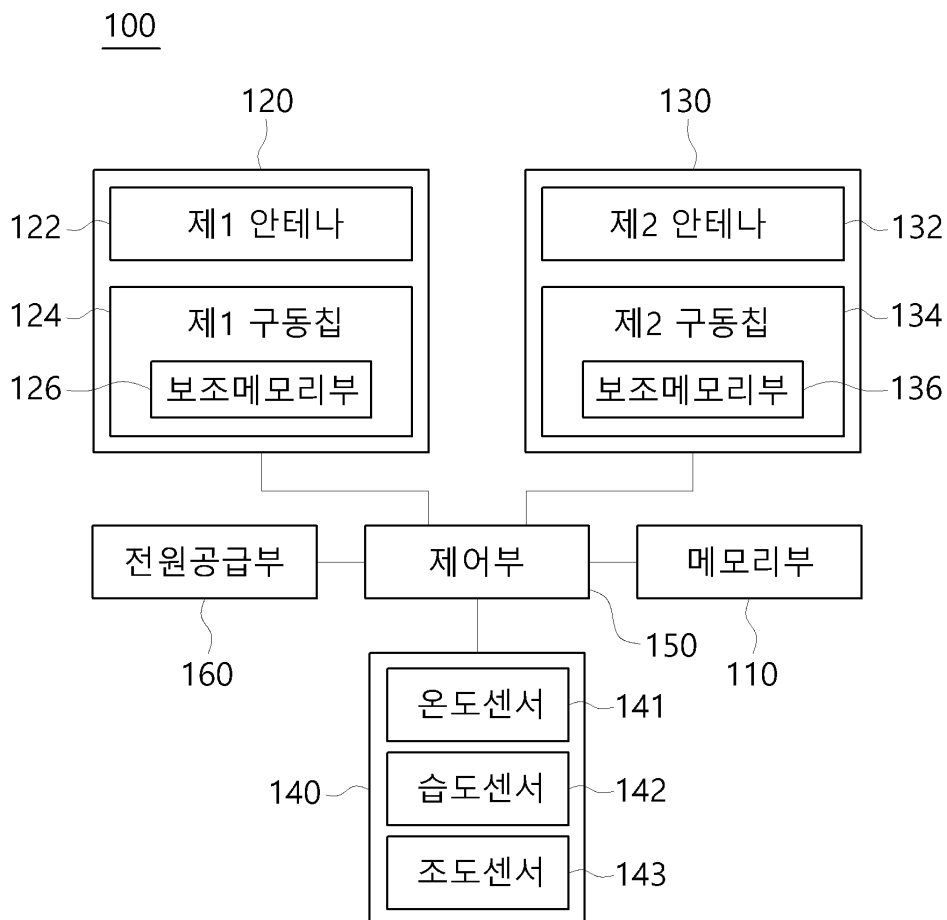 100
120
130
122
제1 안테나
제2 안테나
132
124
제1 구동칩
제2 구동칩
134
126
보조메모리부
보조메모리부
136
전원공급부
제어부
메모리부
160
150
110
온도센서
141
140
습도센서
142
조도센서
143